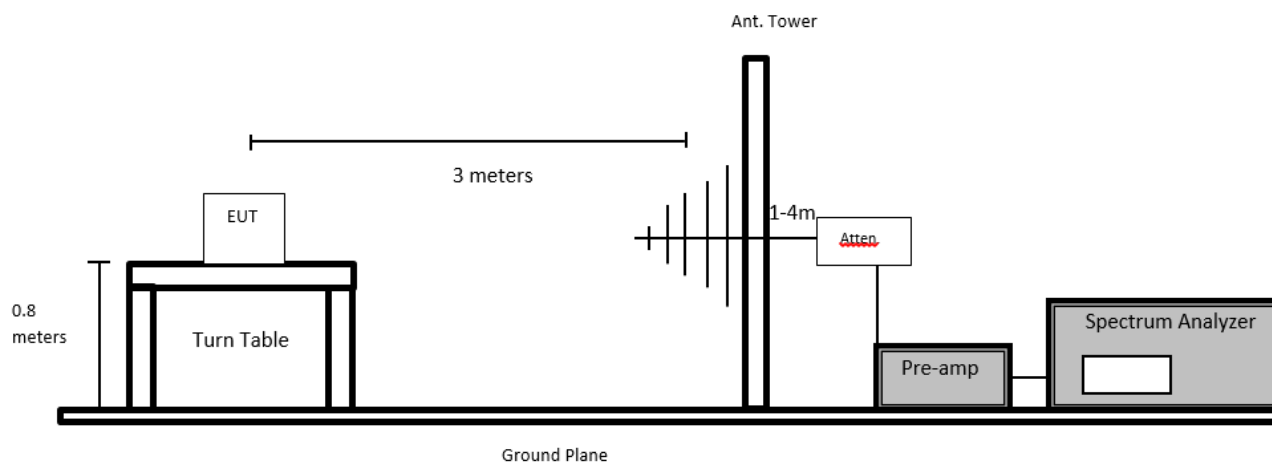 Ant. Tower
3 meters
EUT
1-4m
Atten
0.8
meters
Turn Table
Spectrum Analyzer
Pre-amp
Ground Plane